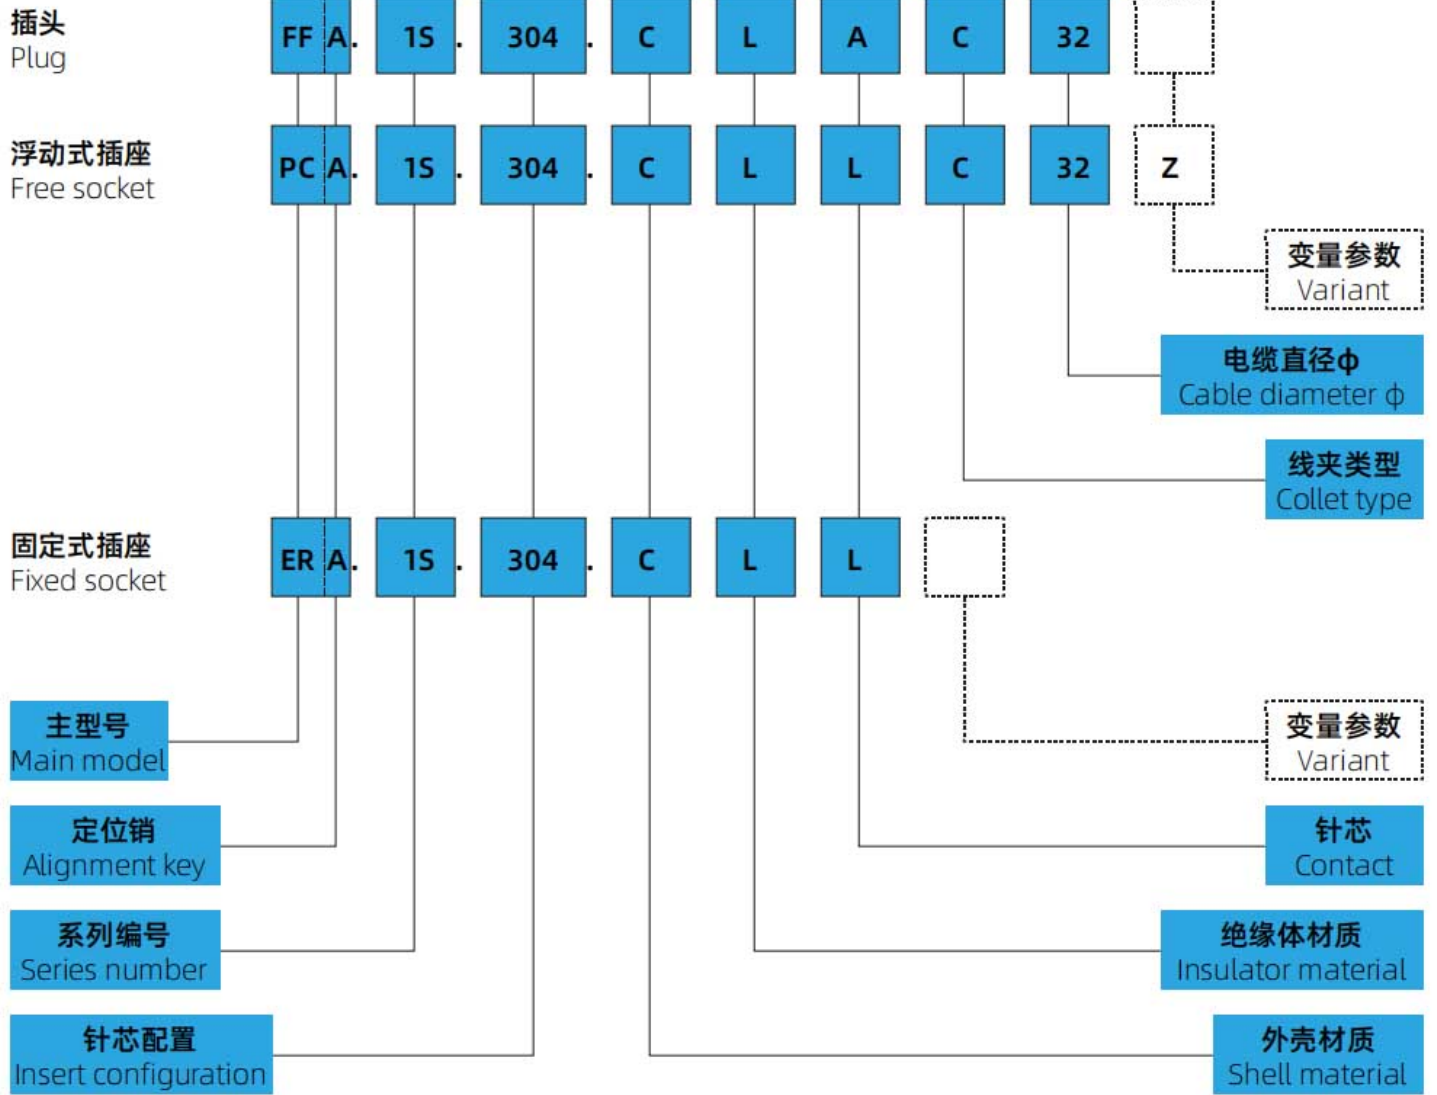 插头
Plug
FF A. 1S . 304 . C L A C 32
浮动式插座
Free socket
PC A. 1S . 304 . C L L C 32 Z
变量参数
Variant
电缆直径ф
Cable diameter ф
线夹类型
Collet type
固定式插座
Fixed socket
ER A. 1S . 304 . C L L
主型号
Main model
变量参数
Variant
定位销
Alignment key
针芯
Contact
系列编号
Series number
绝缘体材质
Insulator material
针芯配置
Insert configuration
外壳材质
Shell material